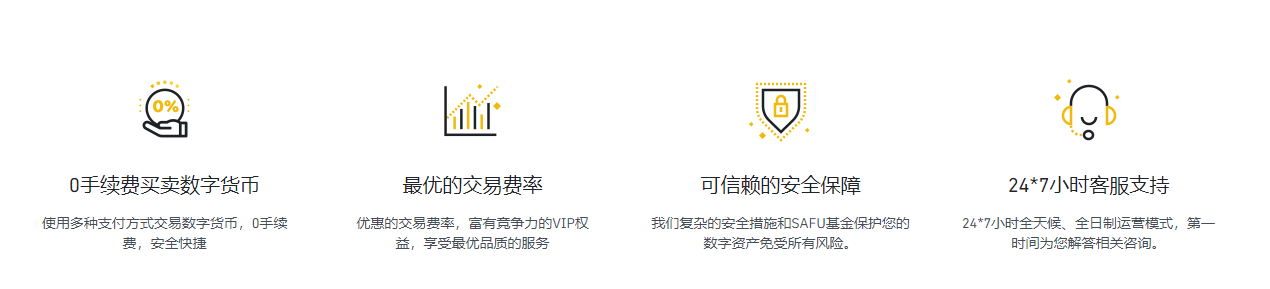 0%
0手续费买卖数字货币
使用多种支付方式交易数字货币，0手续
费，安全快捷
最优的交易费率
优惠的交易费率，富有竞争力的VIP权
益，享受最优品质的服务
可信赖的安全保障
我们复杂的安全措施和SAFU基金保护您的
数字资产免受所有风险。
24*7小时客服支持
24*7小时全天候、全日制运营模式，第一
时间为您解答相关咨询。